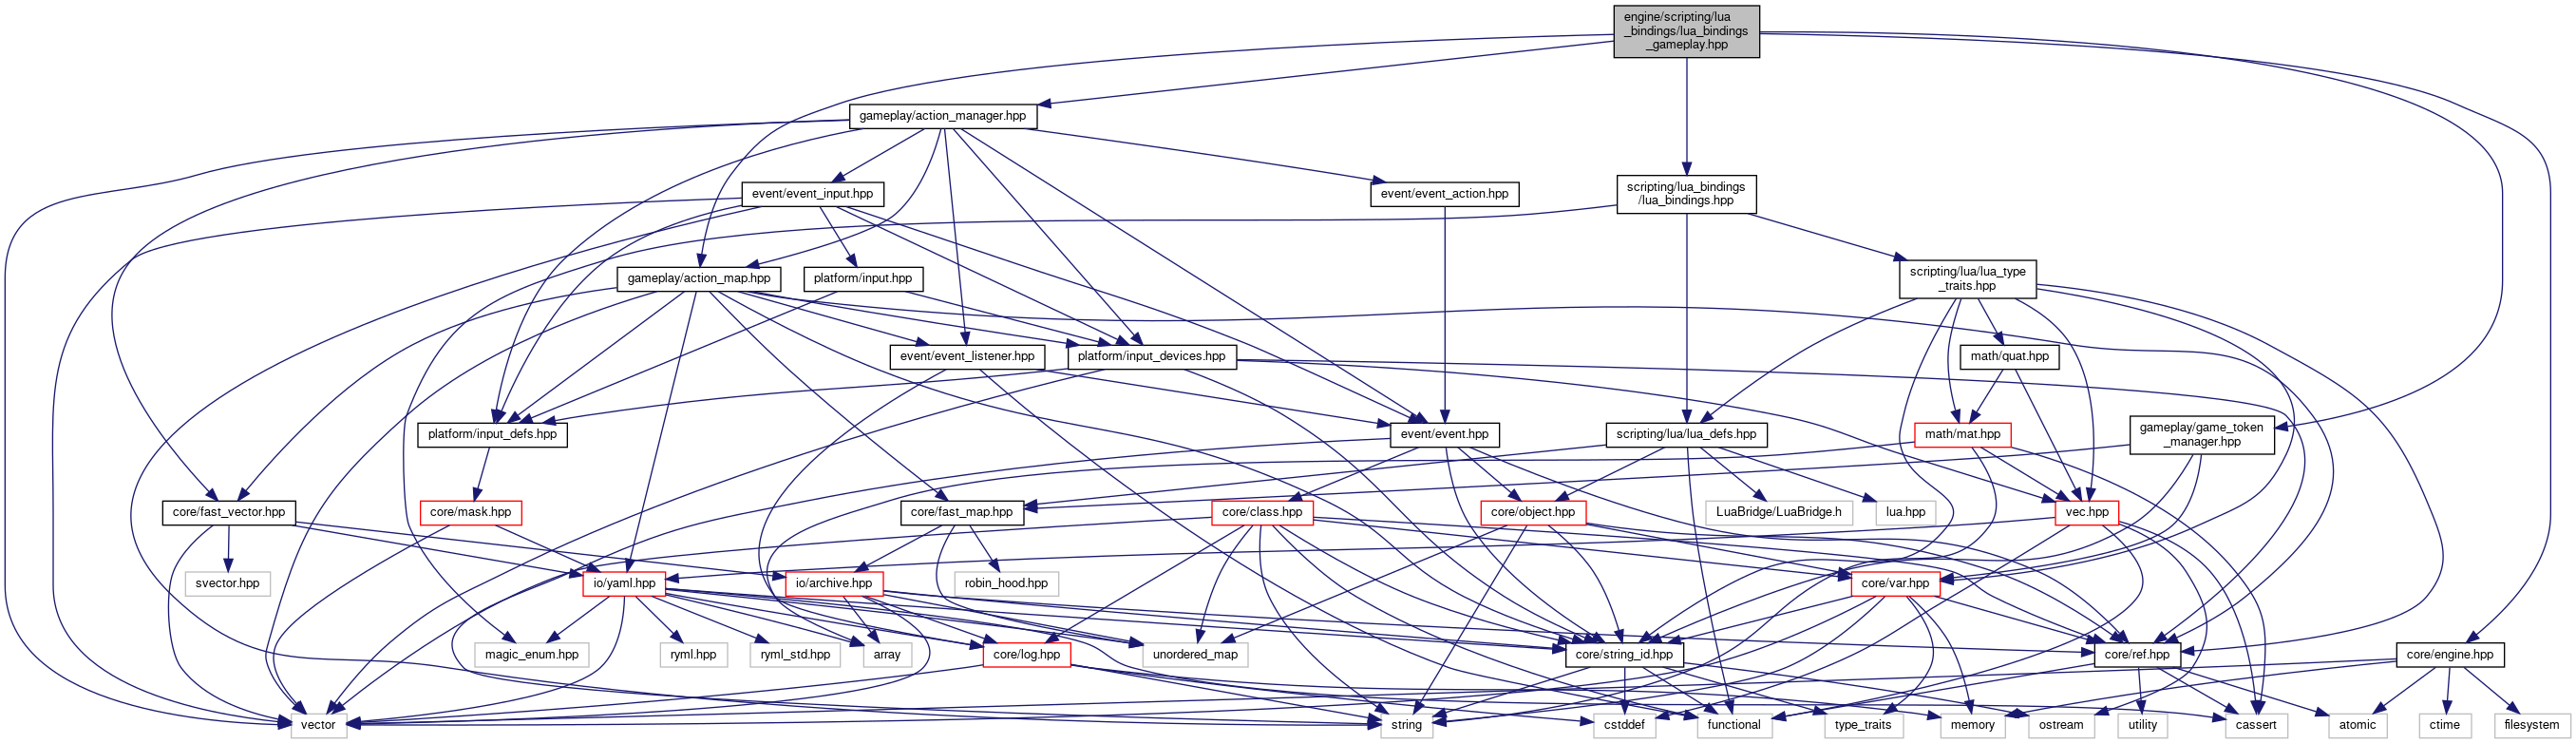 engine/scripting/lua
_bindings/lua_bindings
_gameplay.hpp
gameplay/action_manager.hpp
event/event_input.hpp
event/event_action.hpp
scripting/lua_bindings
/lua_bindings.hpp
gameplay/action_map.hpp
platform/input.hpp
scripting/lua/lua_type
_traits.hpp
event/event_listener.hpp
platform/input_devices.hpp
math/quat.hpp
platform/input_defs.hpp
event/event.hpp
scripting/lua/lua_defs.hpp
math/mat.hpp
gameplay/game_token
_manager.hpp
core/fast_vector.hpp
core/mask.hpp
core/fast_map.hpp
core/class.hpp
core/object.hpp
LuaBridge/LuaBridge.h
lua.hpp
vec.hpp
svector.hpp
io/yaml.hpp
io/archive.hpp
robin_hood.hpp
core/var.hpp
magic_enum.hpp
ryml.hpp
ryml_std.hpp
array
core/log.hpp
unordered_map
core/string_id.hpp
core/ref.hpp
core/engine.hpp
vector
string
cstddef
functional
type_traits
memory
ostream
utility
cassert
atomic
ctime
filesystem